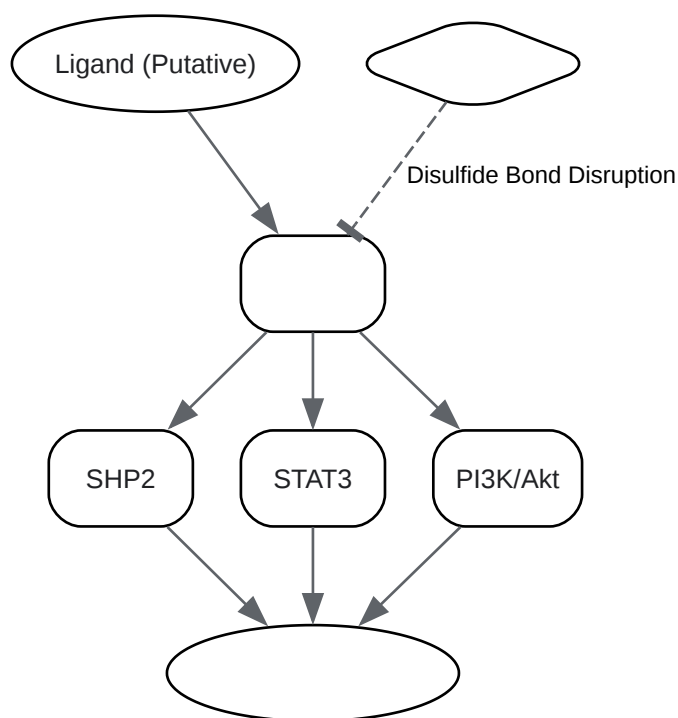 Ligand (Putative)
Disulfide Bond Disruption
SHP2
STAT3
PI3K/Akt